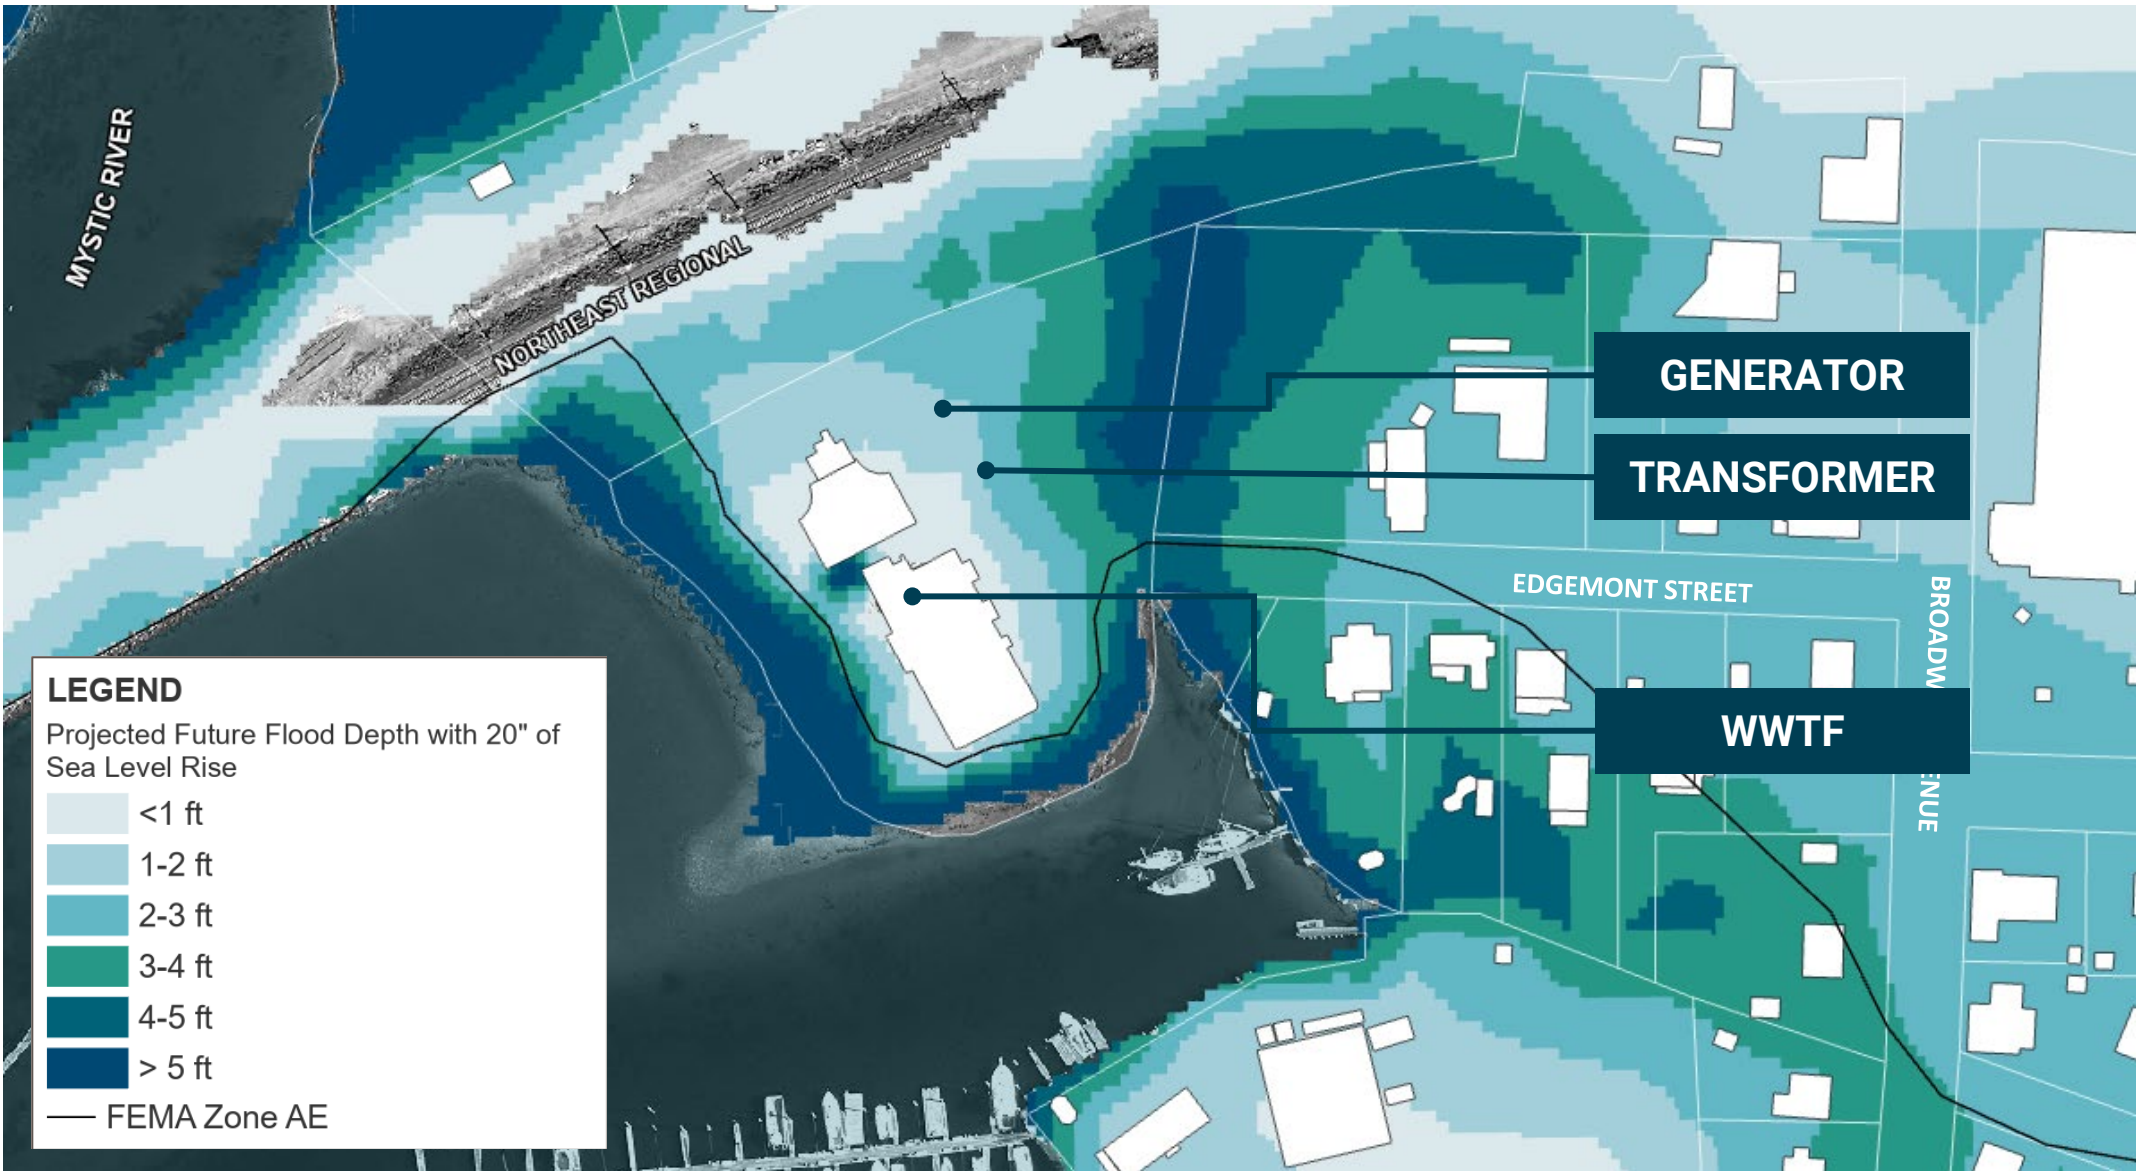 MYSTIC RIVER
NORTHEAST REGIONAL
GENERATOR
TRANSFORMER
EDGEMONT STREET
BROADW
ENUE
WWTF
LEGEND
Projected Future Flood Depth with 20" of
Sea Level Rise
<1 ft
1-2 ft
2-3 ft
3-4 ft
4-5 ft
> 5 ft
FEMA Zone AE